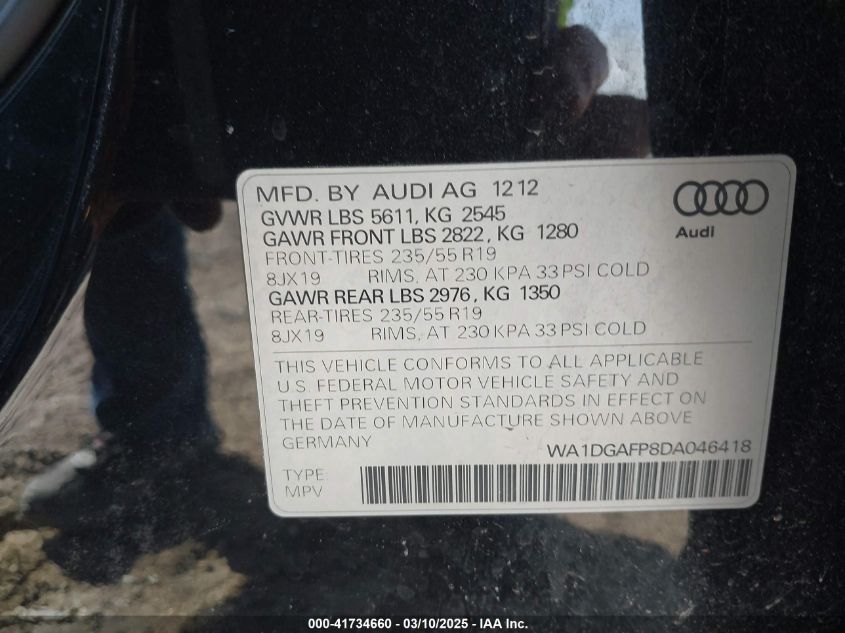 MFD. BY AUDI AG 12 12
GVWR LBS 5611, KG 2545
GAWR FRONT LBS 2822, KG 1280
FRONT-TIRES 235/55 R19
8JX19 RIMS, AT 230 KPA 33 PSI COLD
GAWR REAR LBS 2976, KG 1350
REAR-TIRES 235/55 R19
8JX19 RIMS, AT 230 KPA 33 PSI COLD
Audi
THIS VEHICLE CONFORMS TO ALL APPLICABLE
U.S. FEDERAL MOTOR VEHICLE SAFETY AND
THEFT PREVENTION STANDARDS IN EFFECT ON
THE DATE OF MANUFACTURE SHOWN ABOVE
GERMANY WA1DGAFP8DA046418
TYPE:
MPV
000-41734660 - 03/10/2025 - IAA Inc.